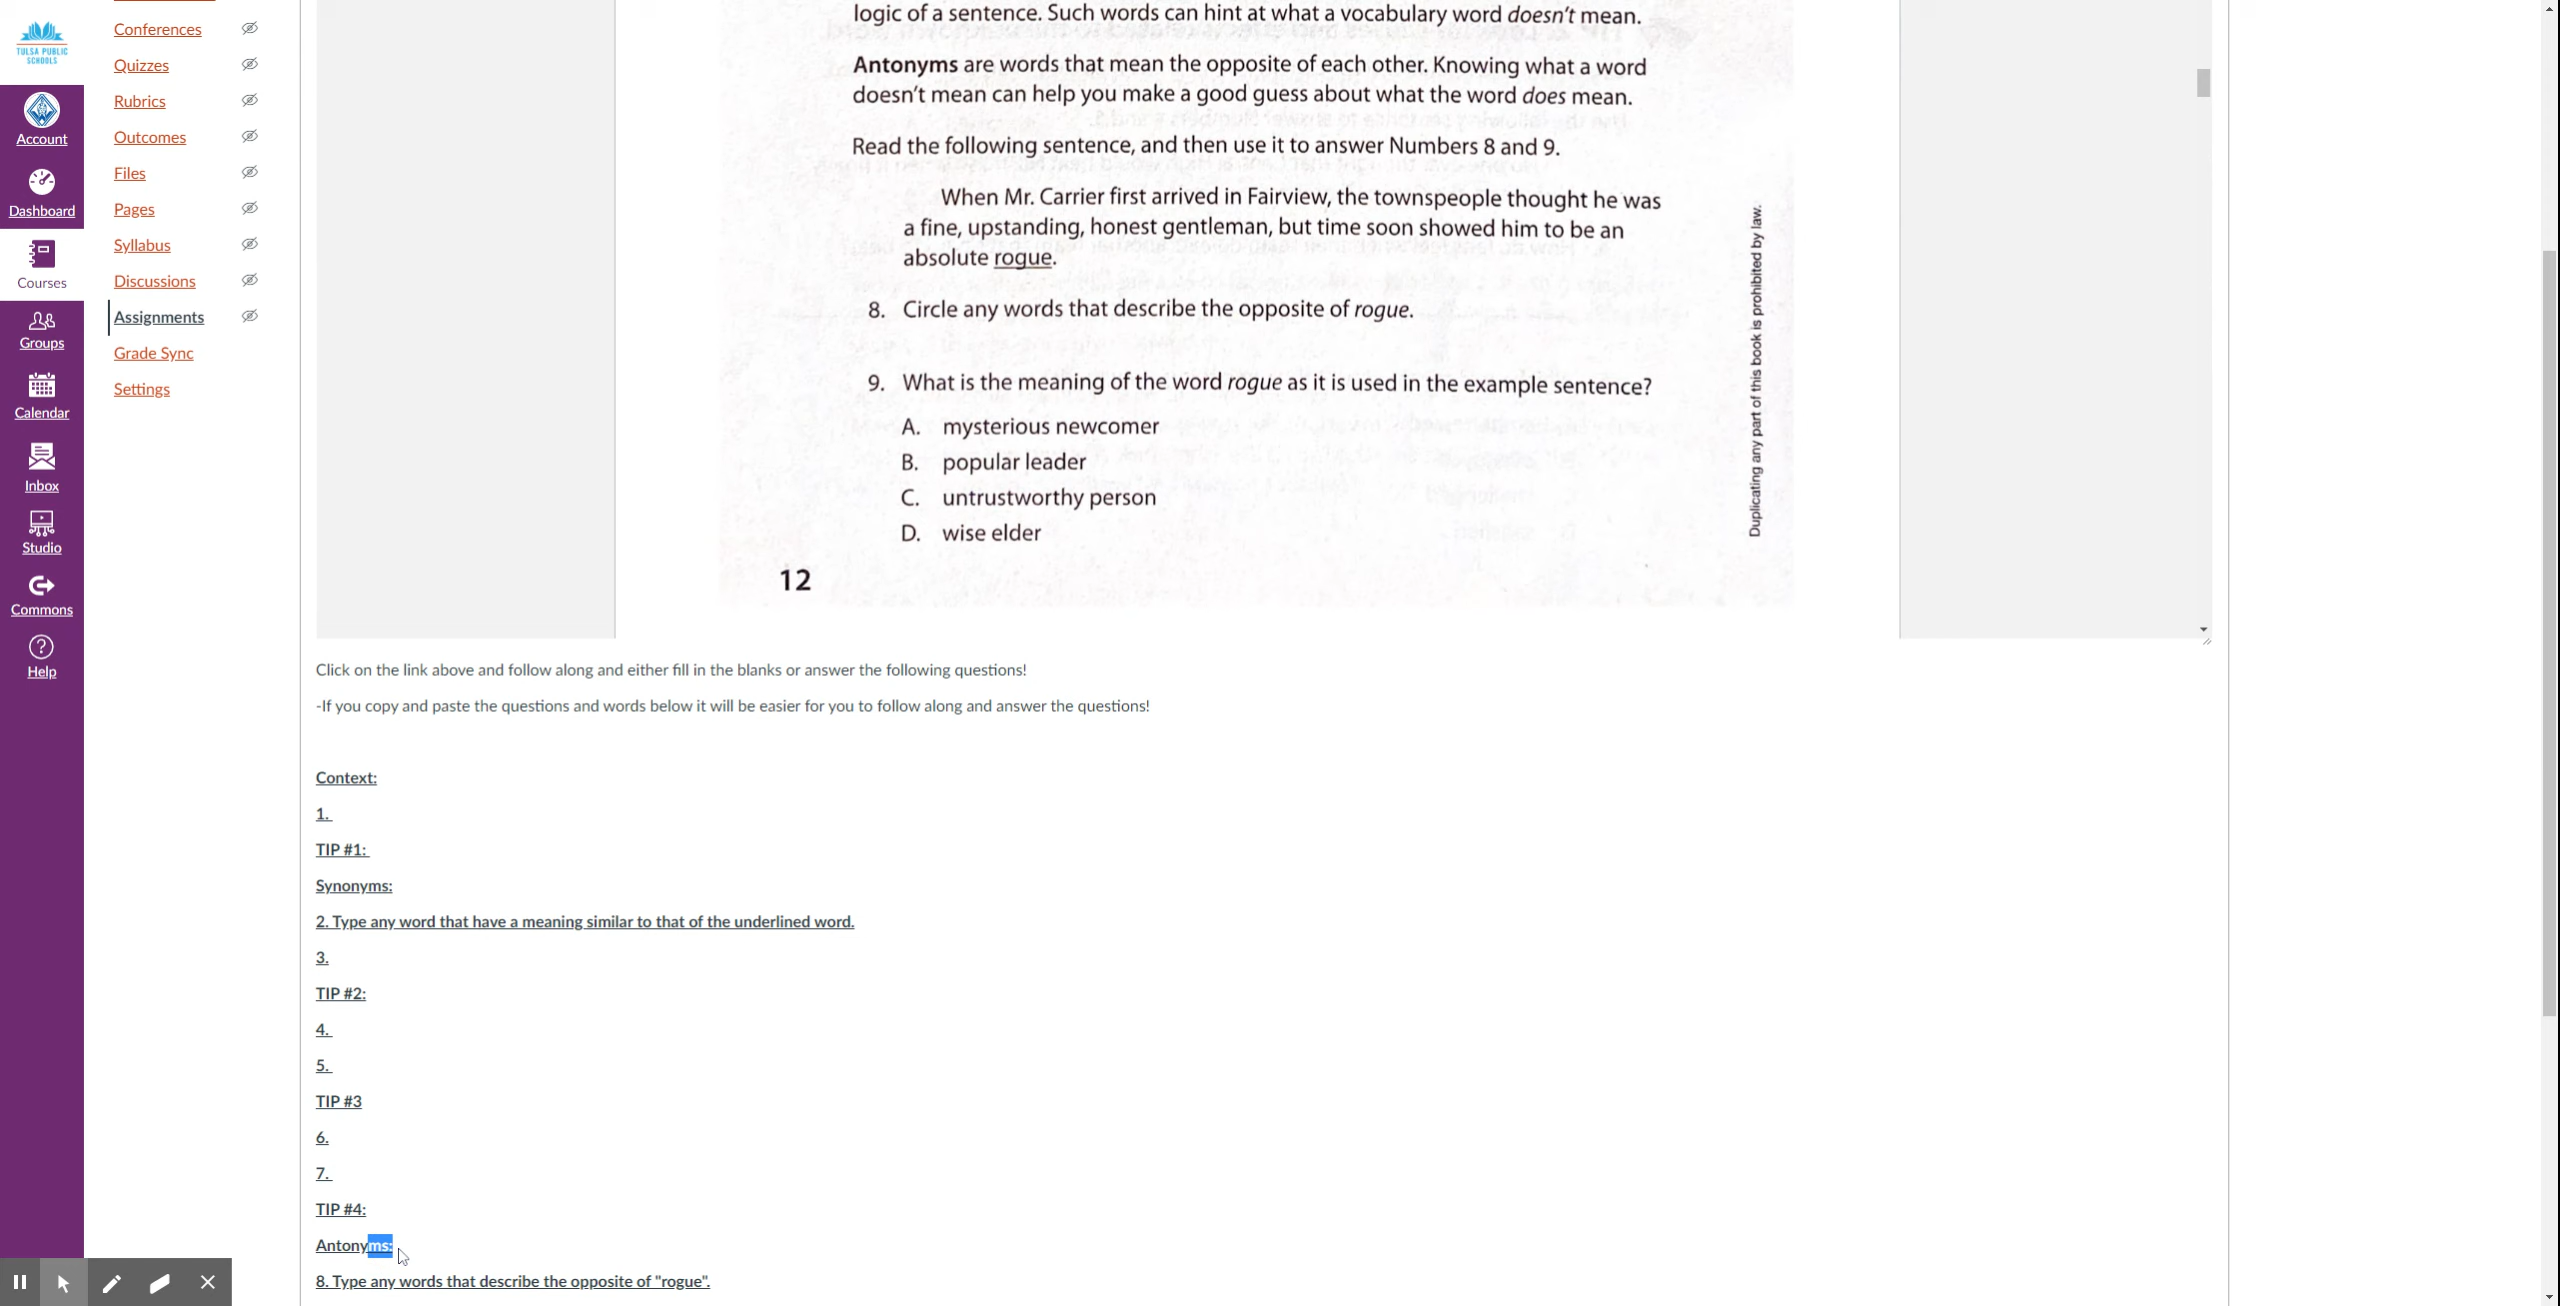 TULSA PUBLIC
SCHOOLS
Account
Dashboard
Courses
Groups
Calendar
Inbox
Studio
Commons
Help
Conferences
Quizzes
Rubrics
Outcomes
Files
Pages
Syllabus
Discussions
Assignments
Grade Sync
Settings
logic of a sentence. Such words can hint at what a vocabulary word doesn't mean.
Antonyms are words that mean the opposite of each other. Knowing what a word
doesn't mean can help you make a good guess about what the word does mean.
Read the following sentence, and then use it to answer Numbers 8 and 9.
When Mr. Carrier first arrived in Fairview, the townspeople thought he was
a fine, upstanding, honest gentleman, but time soon showed him to be an
absolute rogue.
8. Circle any words that describe the opposite of rogue.
9. What is the meaning of the word rogue as it is used in the example sentence?
A. mysterious newcomer
B. popular leader
C. untrustworthy person
D. wise elder
12
Duplicating any part of this book is prohibited by law.
Click on the link above and follow along and either fill in the blanks or answer the following questions!
-If you copy and paste the questions and words below it will be easier for you to follow along and answer the questions!
Context:
1.
TIP #1:
Synonyms:
2. Type any word that have a meaning similar to that of the underlined word.
3.
TIP #2:
4.
5.
TIP #3
6.
7.
TIP #4:
Antonyms:
8. Type any words that describe the opposite of "rogue".